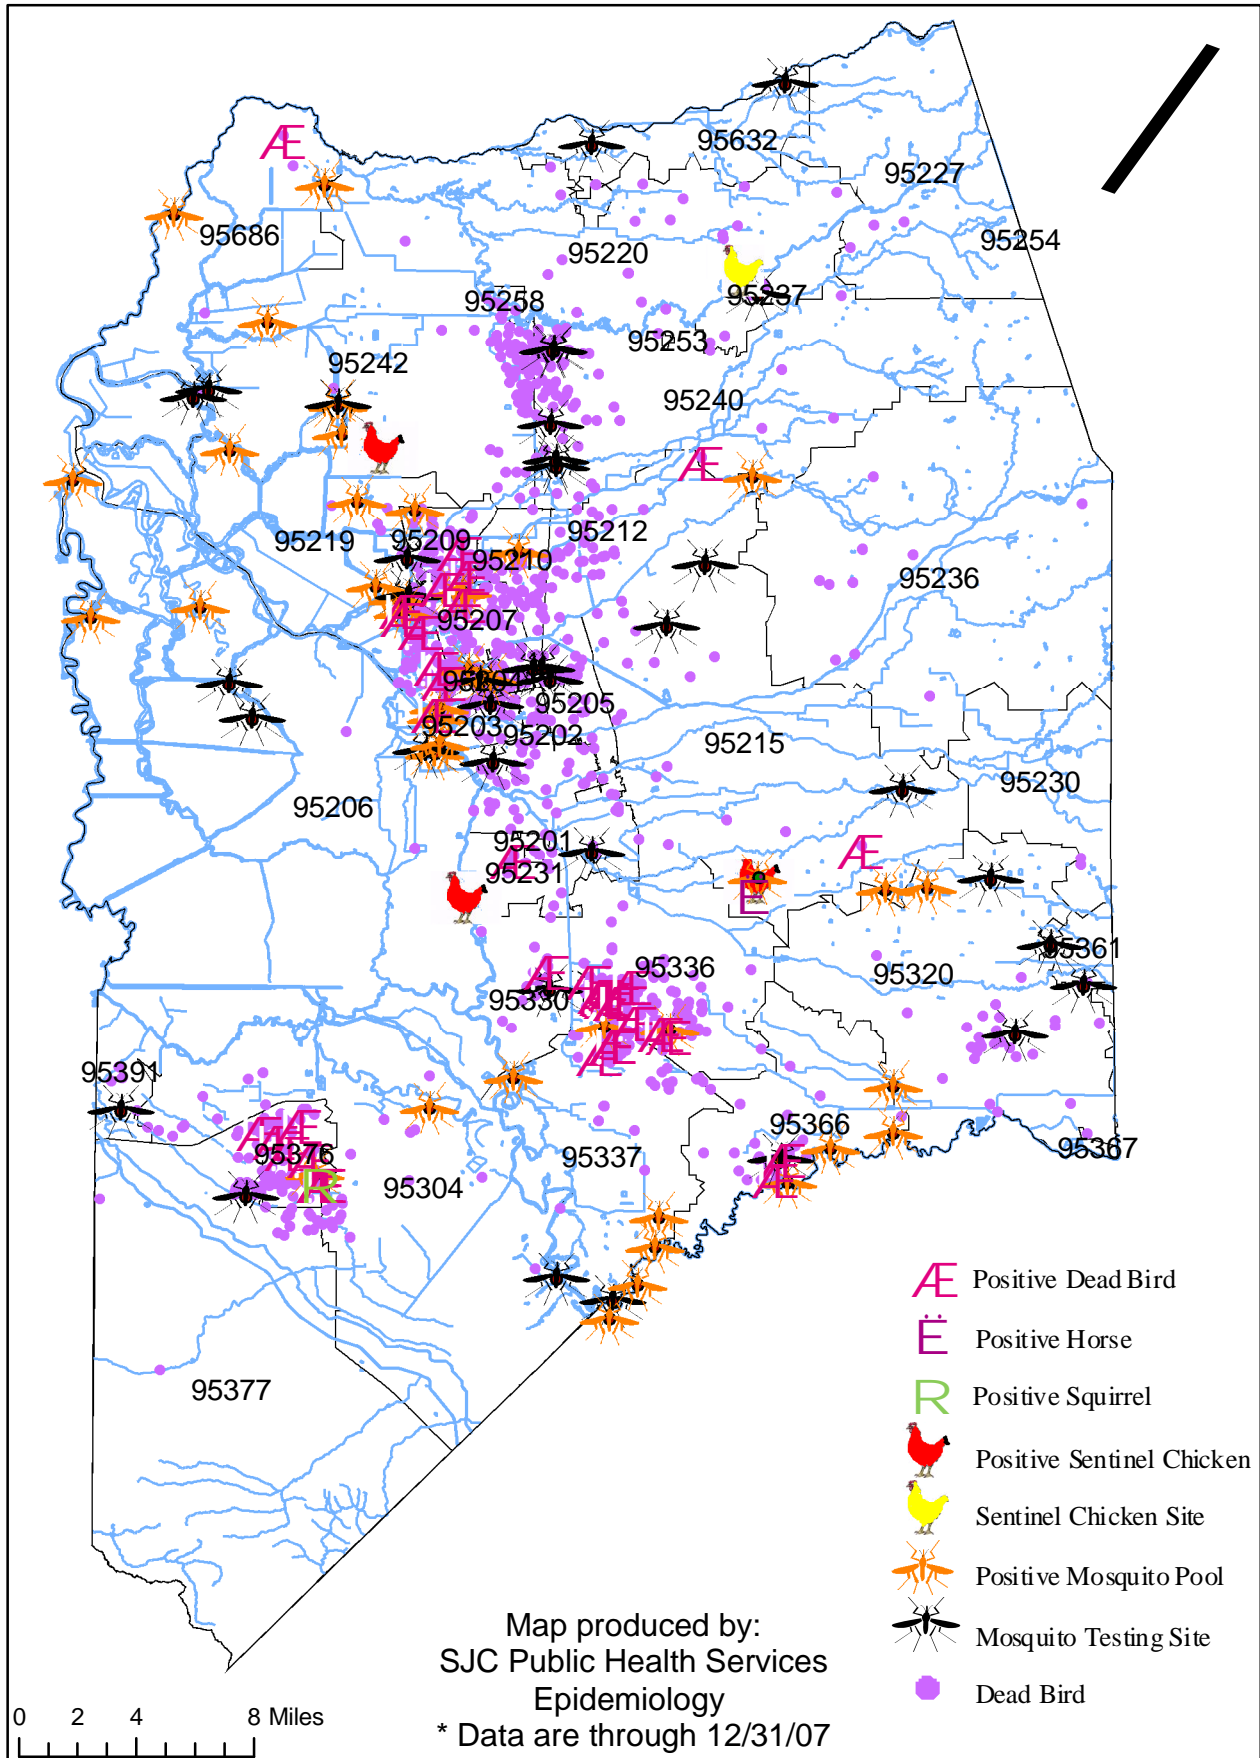 Æ
95632
95227
95686
95220
95254
95237
95258
95253
95242
95240
Æ
95212
95219
95209
95210
Æ
Æ
95236
Æ
Æ
95207
Æ
Æ
Æ
95204
Æ
95205
Æ
95203
95202
95215
95230
95206
95201
Æ
Æ
95231
Ë
95361
95336
95320
Æ
Æ
Æ
95330
Æ
Æ
Æ
Æ
Æ
95391
Æ
95366
Æ
95376
95337
95367
Æ
Æ
R
95304
Æ
95377
Æ Positive Dead Bird
Ë Positive Horse
R Positive Squirrel
Positive Sentinel Chicken
Sentinel Chicken Site
Positive Mosquito Pool
Mosquito Testing Site
Dead Bird
Map produced by:
SJC Public Health Services
Epidemiology
* Data are through 12/31/07
0 2 4 8 Miles